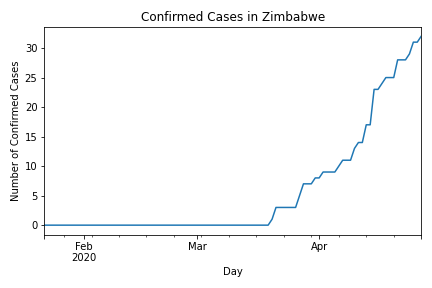 Confirmed Cases in Zimbabwe
Number of Confirmed Cases
30
25
20
15
10
5
0
Feb
2020
Mar
Apr
Day